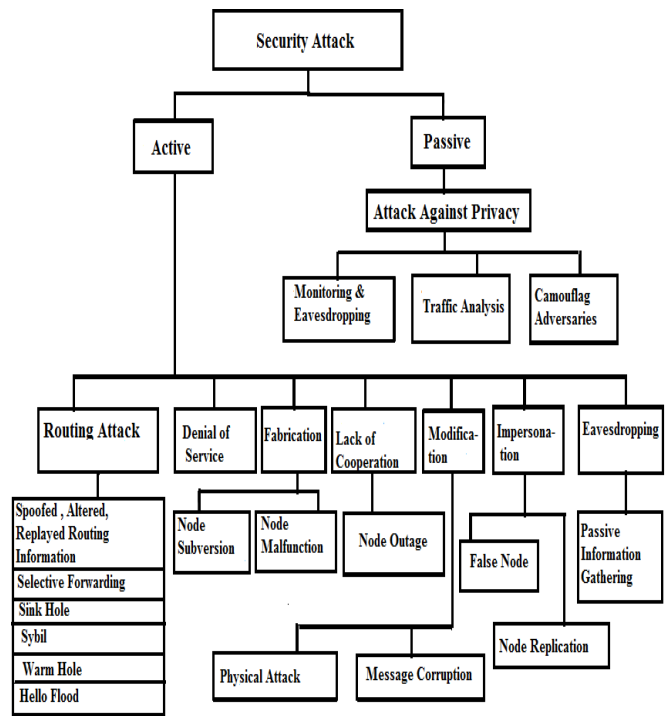 Security Attack
Active
Passive
Attack Against Privacy
Monitoring &
Eavesdropping
Traffic Analysis
Camouflag
Adversaries
Routing Attack
Denial of
Service
Fabrication
Lack of
Cooperation
Modifica-
tion
Impersona-
tion
Eavesdropping
Spoofed , Altered,
Replayed Routing
Information
Selective Forwarding
Sink Hole
Sybil
Warm Hole
Hello Flood
Node
Subversion
Node
Malfunction
Node Outage
False Node
Passive
Information
Gathering
Physical Attack
Message Corruption
Node Replication